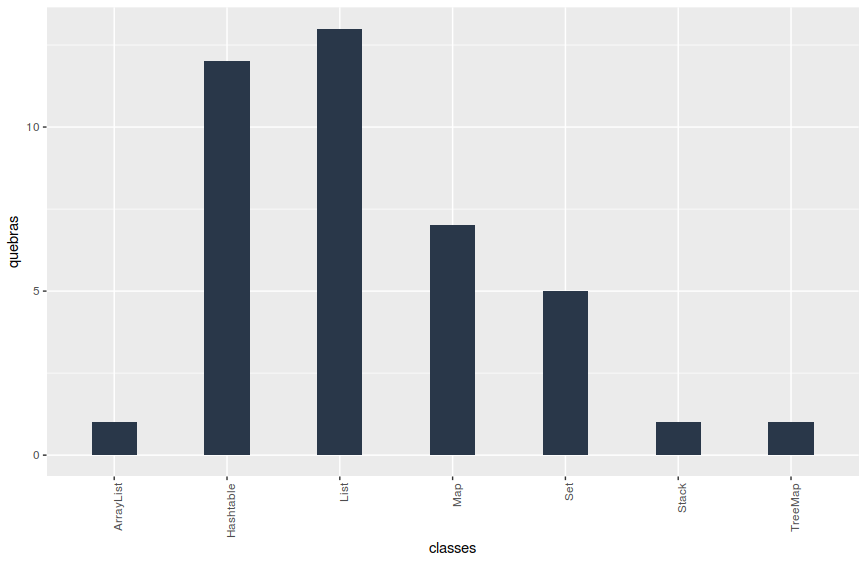 quebras
10
5
0
ArrayList
Hashtable
List
Map
Set
Stack
TreeMap
classes